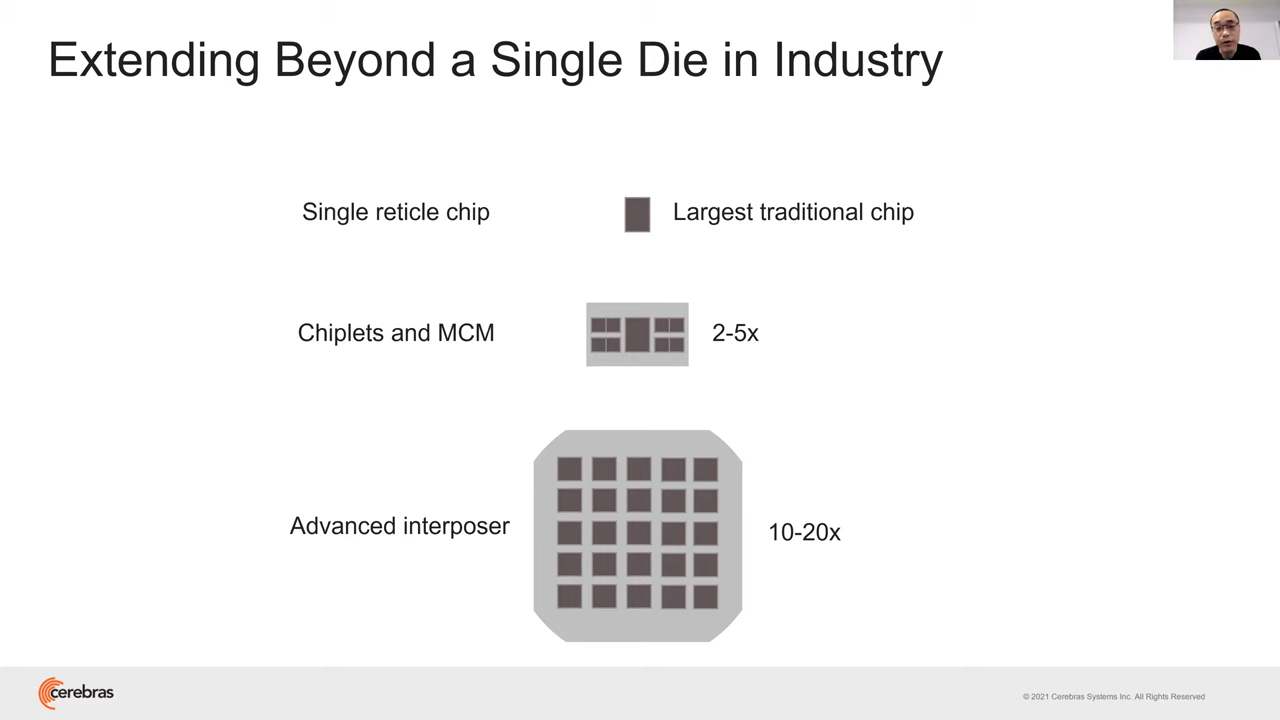 Extending Beyond a Single Die in Industry
Single reticle chip
Largest traditional chip
Chiplets and MCM
2-5x
Advanced interposer
10-20x
cerebras
© 2021 Cerebras Systems Inc. All Rights Reserved